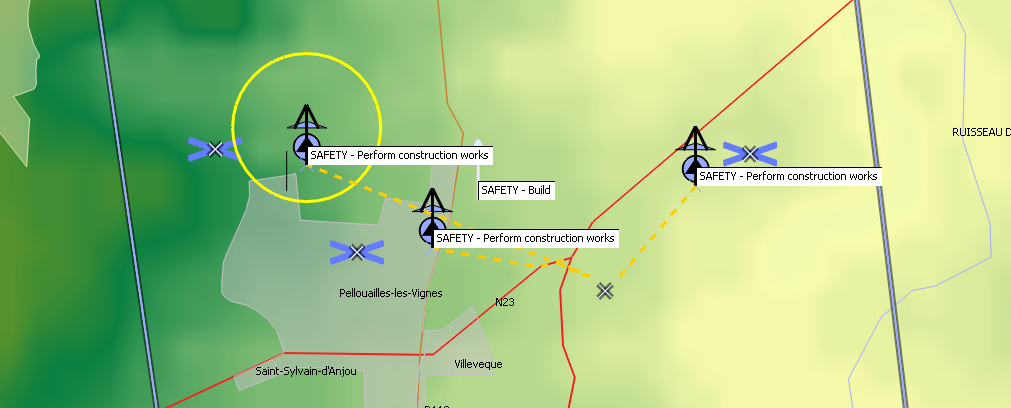 RUISSEAU D
SAFETY - Perform construction works
SAFETY - Perform construction works
SAFETY - Build
SAFETY - Perform construction works
Pellouailles-les-Vignes
N23
Villeveque
Saint-Sylvain-d'Anjou